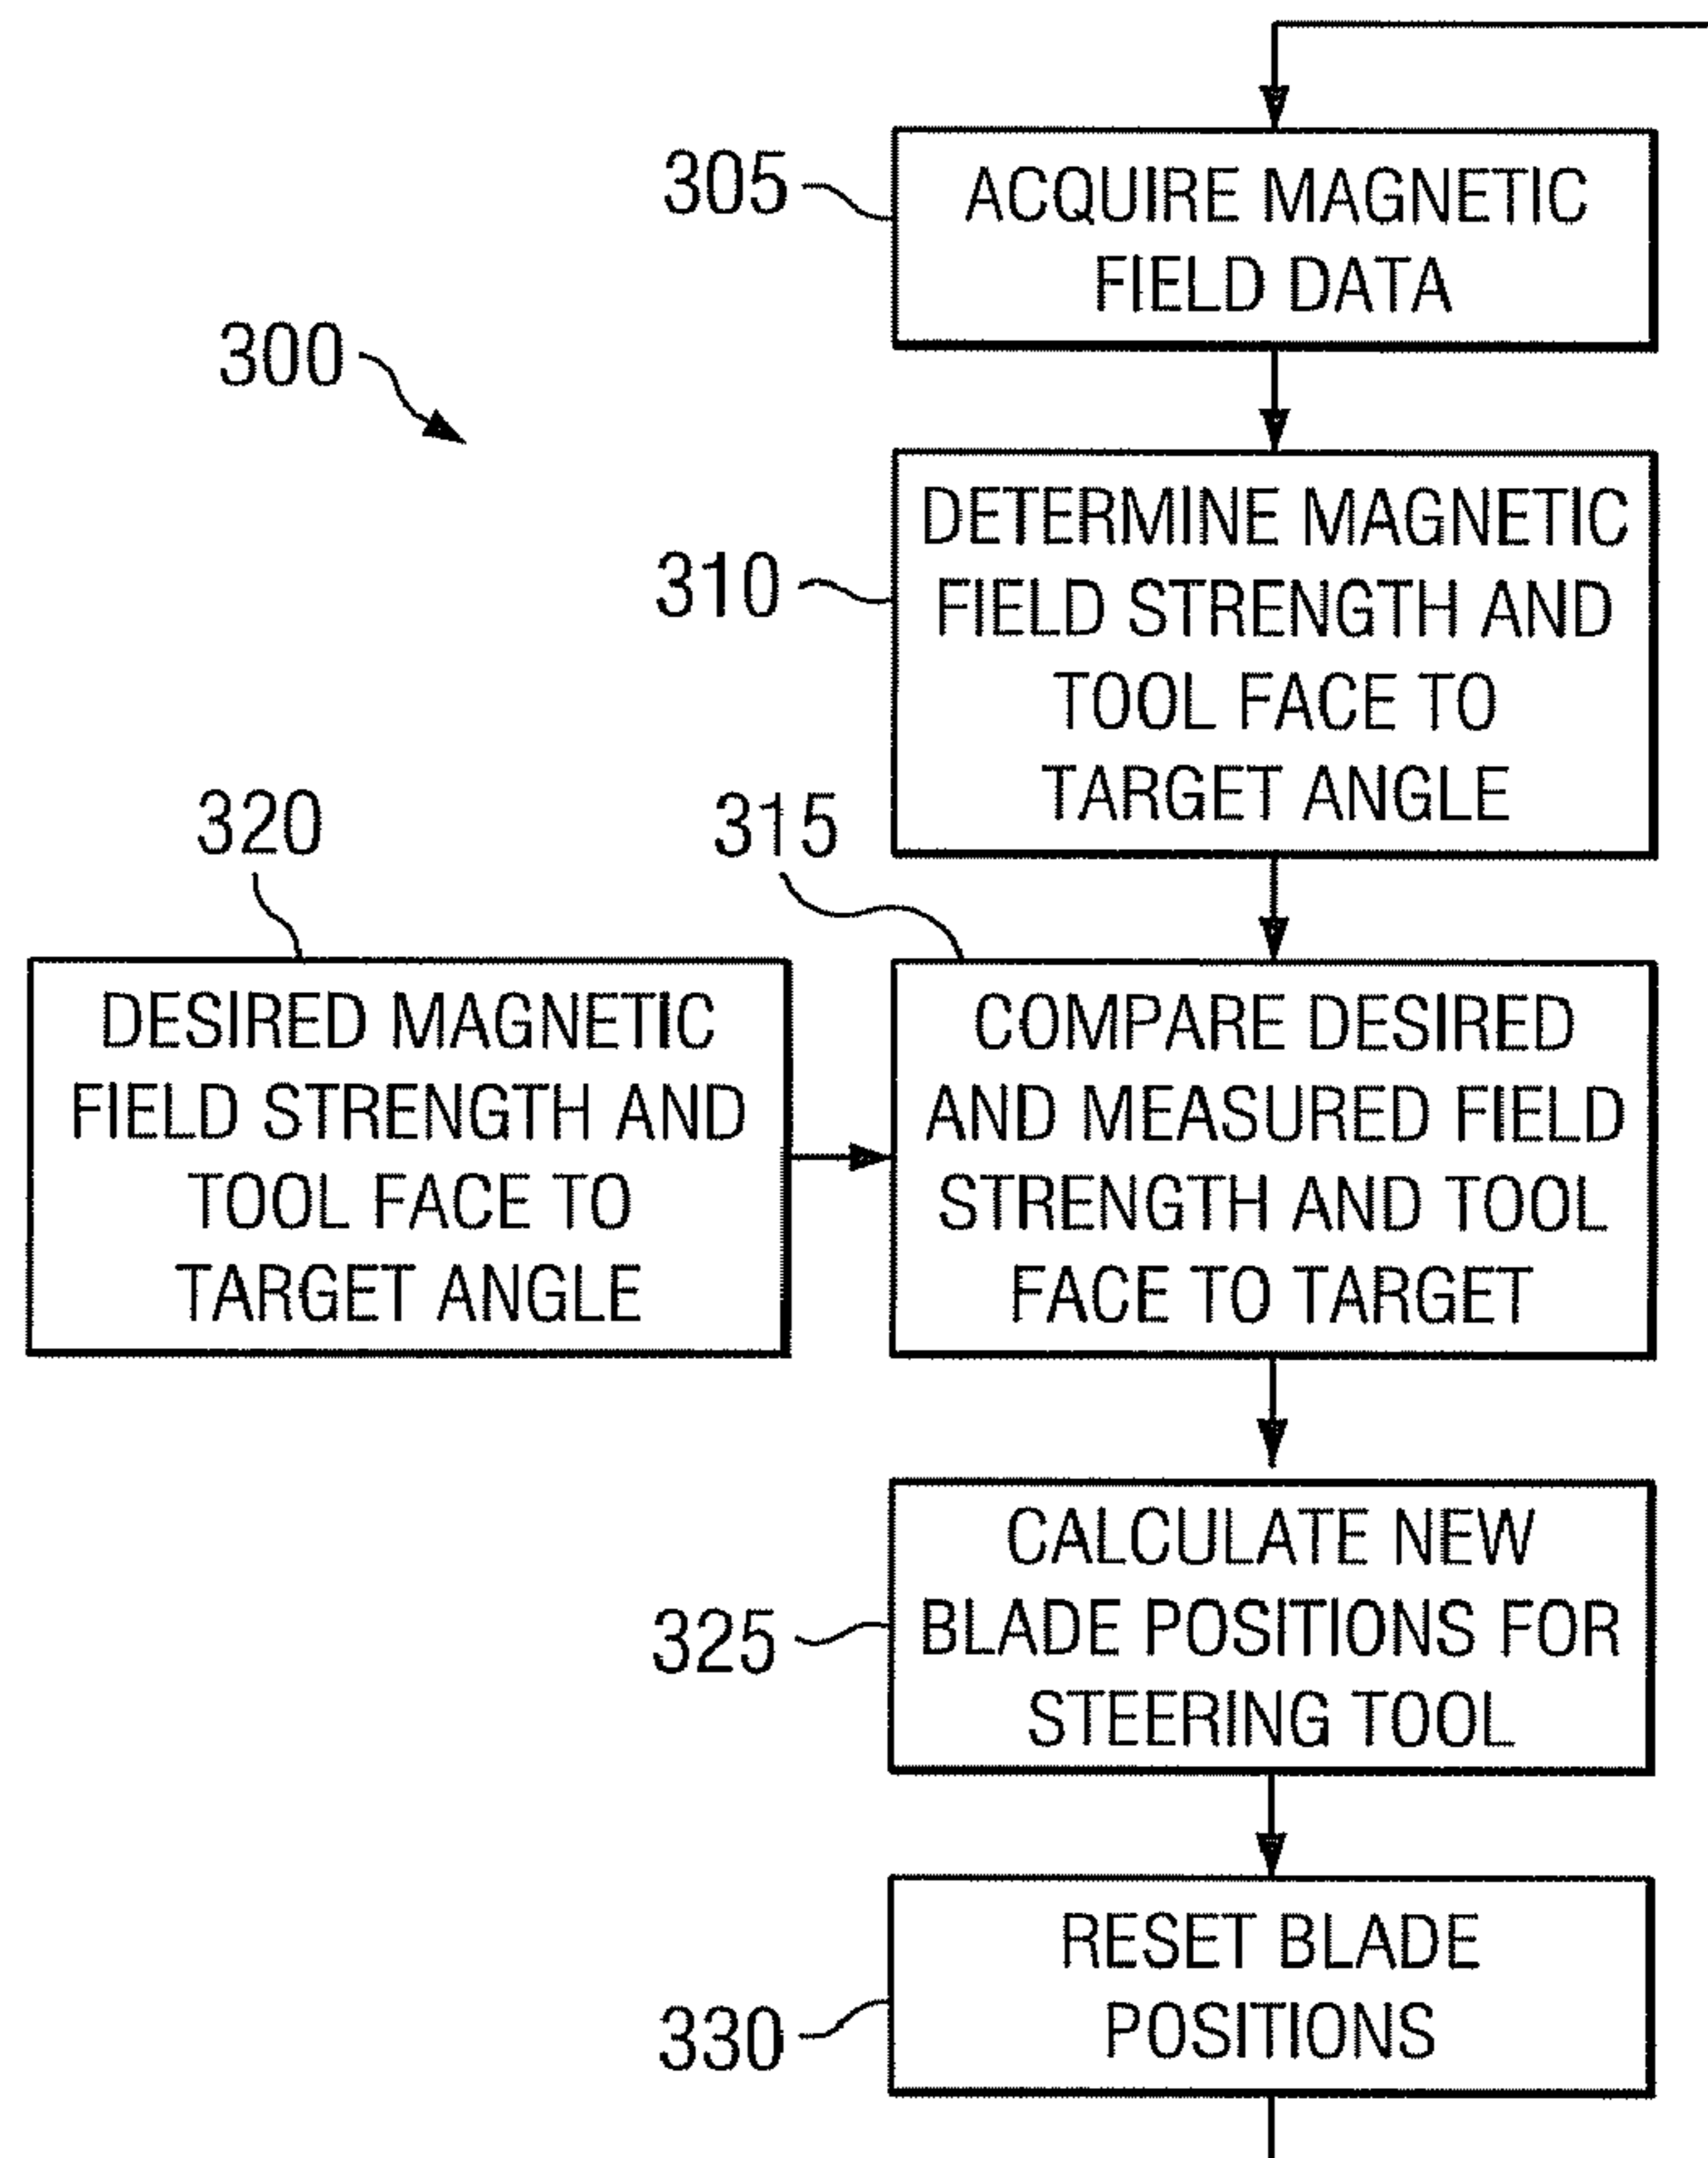 305
ACQUIRE MAGNETIC
FIELD DATA
300
310
DETERMINE MAGNETIC
FIELD STRENGTH AND
TOOL FACE TO
TARGET ANGLE
320
315
DESIRED MAGNETIC
FIELD STRENGTH AND
TOOL FACE TO
TARGET ANGLE
COMPARE DESIRED
AND MEASURED FIELD
STRENGTH AND TOOL
FACE TO TARGET
325
CALCULATE NEW
BLADE POSITIONS FOR
STEERING TOOL
330
RESET BLADE
POSITIONS